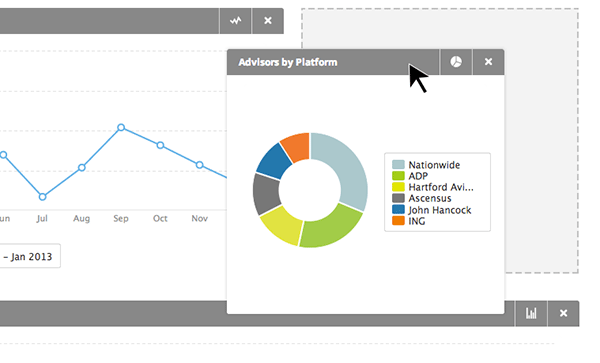 Advisors by Platform
Nationwide
ADP
Hartford Avi...
Ascensus
John Hancock
ING
un Jul Aug Sep Oct Nov
- Jan 2013